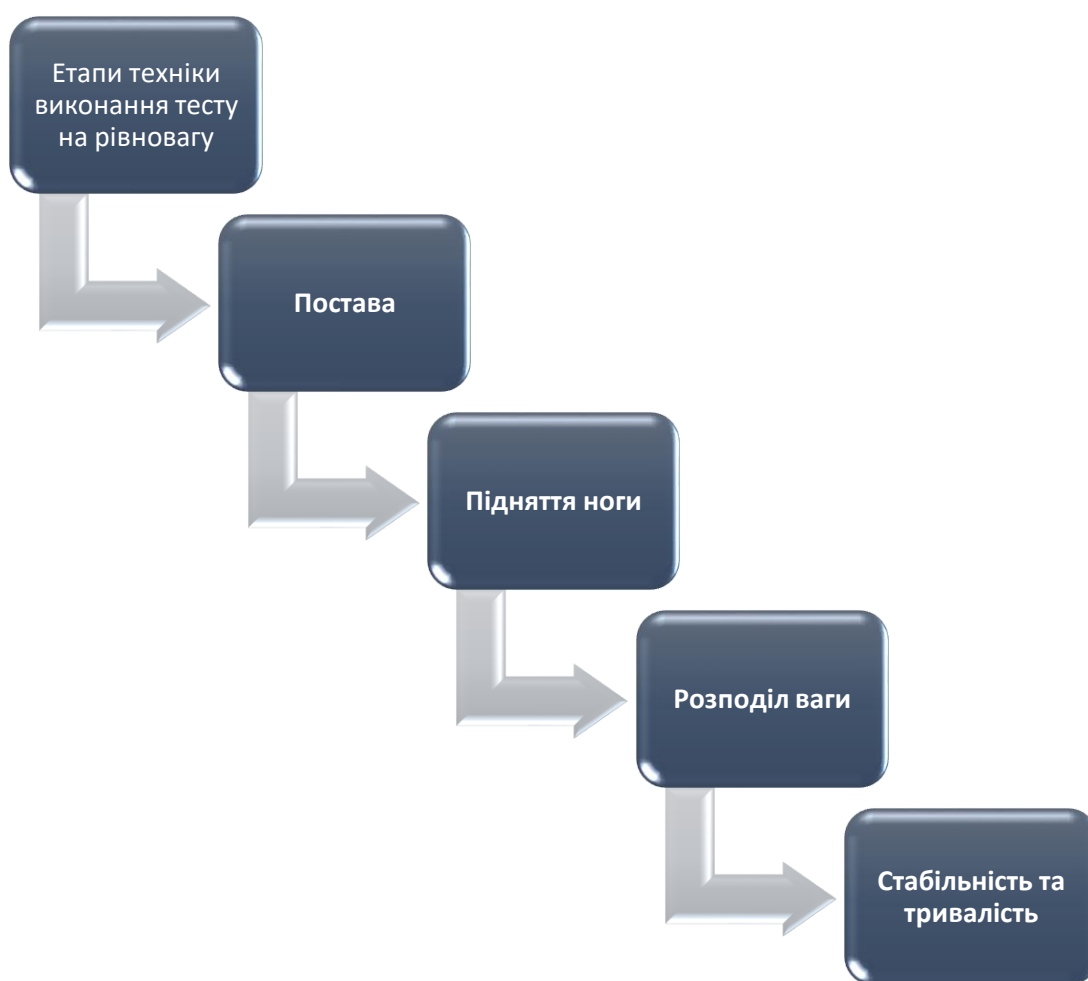 Етапи техніки
виконання тесту
на рівновагу
Постава
Підняття ноги
Розподіл ваги
Стабільність та
тривалість